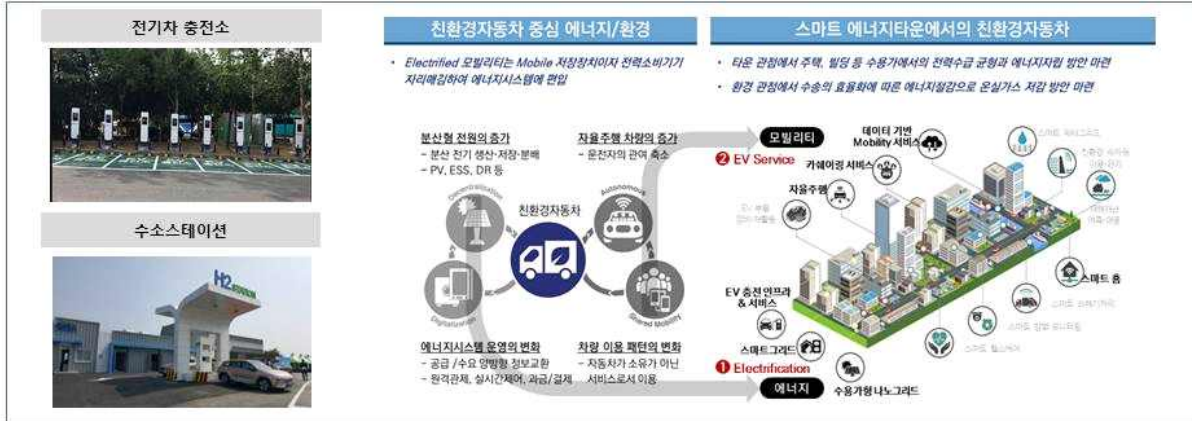 전기차 충전소
수소스테이션
H2
STATION
친환경자동차 중심 에너지/환경
• Electrified 모빌리티는 Mobile 저장장치이자 전력소비기기
자리매김하여 에너지시스템에 편입
분산형 전원의 증가
– 분산 전기 생산·저장·분배
– PV, ESS, DR 등
자율주행 차량의 증가
– 운전자의 관여 축소
Decentralization
Autonomous
친환경자동차
Digitalization
Shared Mobility
에너지시스템 운영의 변화
– 공급/수요 양방향 정보교환
– 원격관제, 실시간제어, 과금/결제
차량 이용 패턴의 변화
– 자동차가 소유가 아닌
서비스로서 이용
스마트 에너지타운에서의 친환경자동차
• 타운 관점에서 주택, 빌딩 등 수용가에서의 전력수급 균형과 에너지자립 방안 마련
• 환경 관점에서 수송의 효율화에 따른 에너지절감으로 온실가스 저감 방안 마련
모빌리티
2 EV Service
데이터 기반
Mobility 서비스
카쉐어링 서비스
자율주행
스마트 홈
EV 충전 인프라
& 서비스
스마트그리드
스마트 헬스케어
1 Electrification
에너지
수용가형 나노그리드